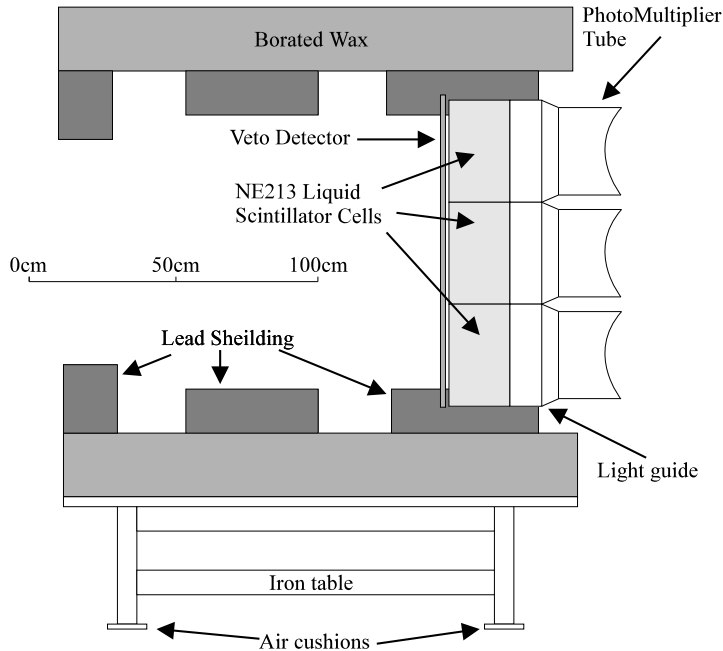 PhotoMultiplier
Tube
Borated Wax
Veto Detector
NE213 Liquid
Scintillator Cells
0cm 50cm 100cm
Lead Sheilding
Light guide
Iron table
Air cushions